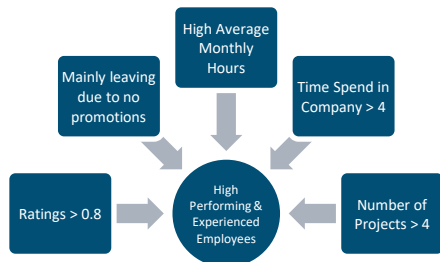 High Average
Monthly
Hours
Mainly leaving
due to no
promotions
Time Spend in
Company > 4
Ratings > 0.8
High
Performing &
Experienced
Employees
Number of
Projects > 4